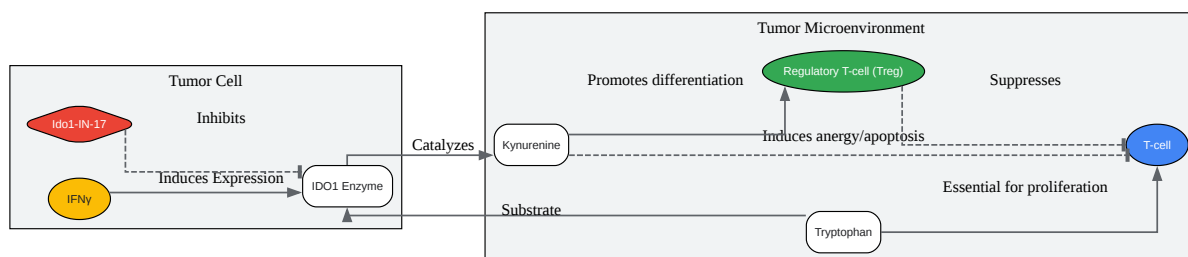 Tumor Microenvironment
Tumor Cell
Promotes differentiation
Regulatory T-cell (Treg)
Suppresses
Ido1-IN-17
Inhibits
Induces anergy/apoptosis
Catalyzes
Kynurenine
T-cell
Induces Expression
IDO1 Enzyme
Essential for proliferation
IFNγ
Substrate
Tryptophan